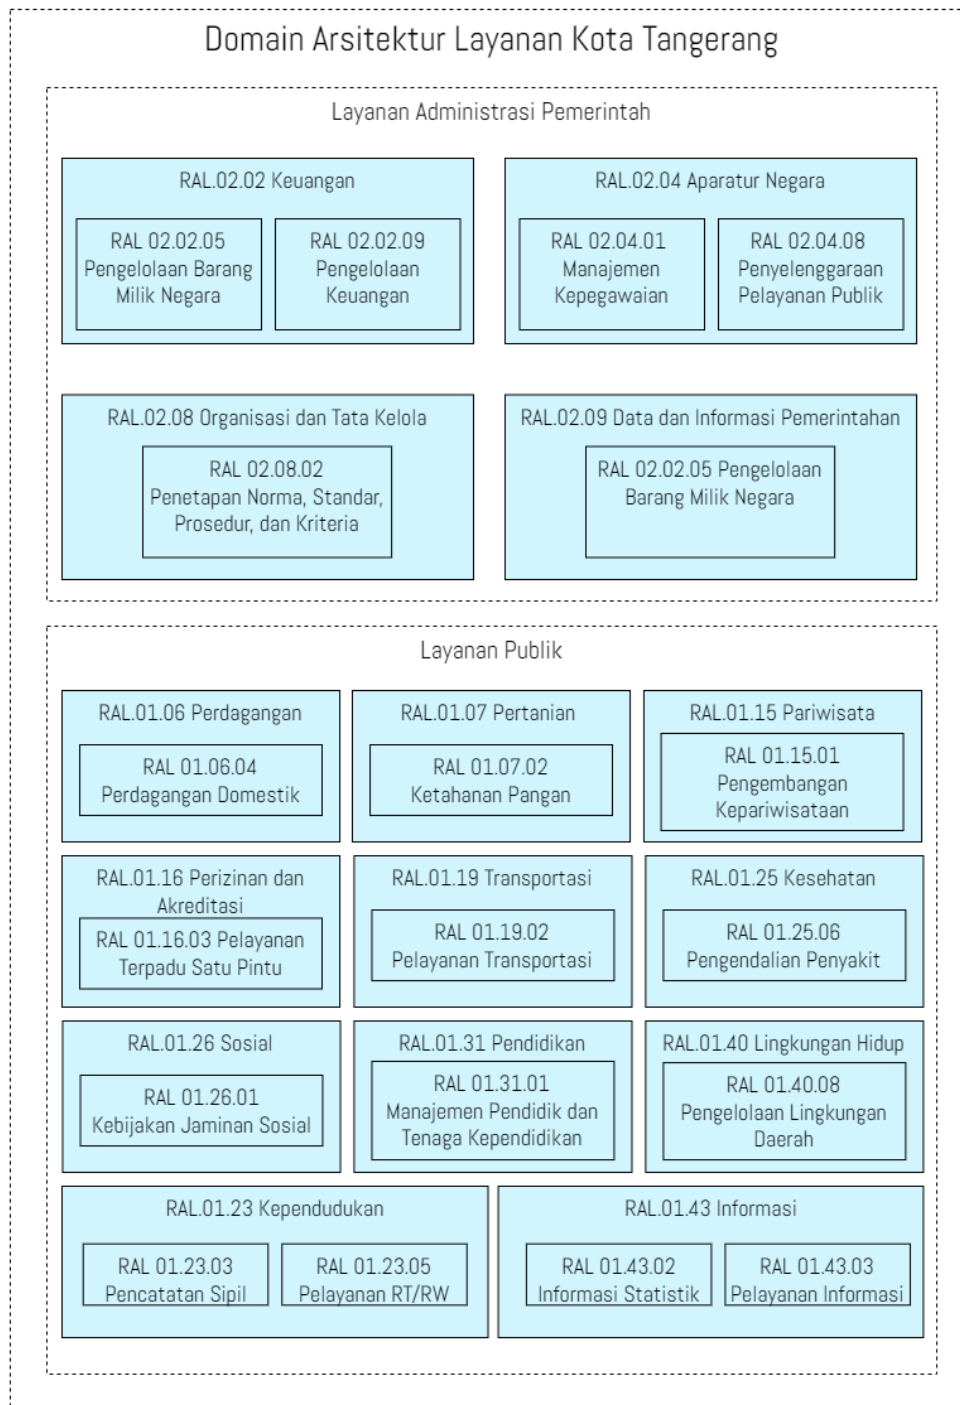 Domain Arsitektur Layanan Kota Tangerang
Layanan Administrasi Pemerintah
RAL.02.02 Keuangan
RAL 02.02.05
Pengelolaan Barang
Milik Negara
RAL 02.02.09
Pengelolaan
Keuangan
RAL.02.04 Aparatur Negara
RAL 02.04.01
Manajemen
Kepegawaian
RAL 02.04.08
Penyelenggaraan
Pelayanan Publik
RAL.02.08 Organisasi dan Tata Kelola
RAL 02.08.02
Penetapan Norma, Standar,
Prosedur, dan Kriteria
RAL.02.09 Data dan Informasi Pemerintahan
RAL 02.02.05 Pengelolaan
Barang Milik Negara
Layanan Publik
RAL.01.06 Perdagangan
RAL 01.06.04
Perdagangan Domestik
RAL.01.07 Pertanian
RAL 01.07.02
Ketahanan Pangan
RAL.01.15 Pariwisata
RAL 01.15.01
Pengembangan
Kepariwisataan
RAL.01.16 Perizinan dan
Akreditasi
RAL 01.16.03 Pelayanan
Terpadu Satu Pintu
RAL.01.19 Transportasi
RAL 01.19.02
Pelayanan Transportasi
RAL.01.25 Kesehatan
RAL 01.25.06
Pengendalian Penyakit
RAL.01.26 Sosial
RAL 01.26.01
Kebijakan Jaminan Sosial
RAL.01.31 Pendidikan
RAL 01.31.01
Manajemen Pendidik dan
Tenaga Kependidikan
RAL.01.40 Lingkungan Hidup
RAL 01.40.08
Pengelolaan Lingkungan
Daerah
RAL.01.23 Kependudukan
RAL 01.23.03
Pencatatan Sipil
RAL 01.23.05
Pelayanan RT/RW
RAL.01.43 Informasi
RAL 01.43.02
Informasi Statistik
RAL 01.43.03
Pelayanan Informasi